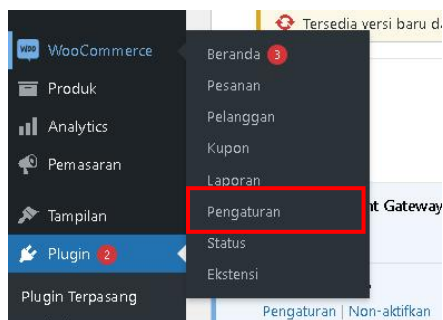 Tersedia versi baru
WOO
WooCommerce
Produk
Analytics
Pemasaran
Tampilan
Plugin 2
Plugin Terpasang
Beranda 3
Pesanan
Pelanggan
Kupon
Laporan
Pengaturan
Status
Ekstensi
Gateway
Pengaturan | Non-aktifkan